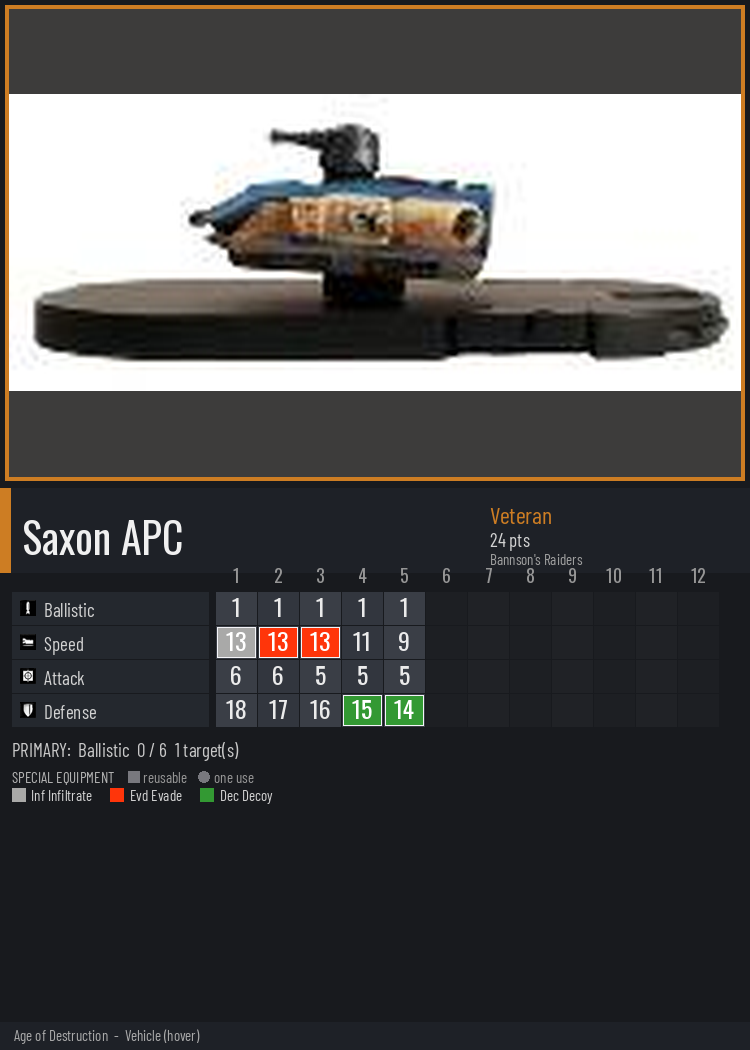 Saxon APC
Veteran
24 pts
Bannson's Raiders
1 2 3 4 5 6 7 8 9 10 11 12
Ballistic 1 1 1 1 1
Speed 13 13 13 11 9
Attack 6 6 5 5 5
Defense 18 17 16 15 14
PRIMARY: Ballistic 0 / 6 1 target(s)
SPECIAL EQUIPMENT reusable one use
Inf Infiltrate Evd Evade Dec Decoy
Age of Destruction - Vehicle (hover)